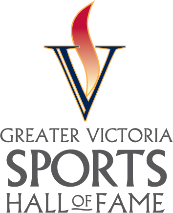 V
GREATER VICTORIA
SPORTS
HALL OF FAME